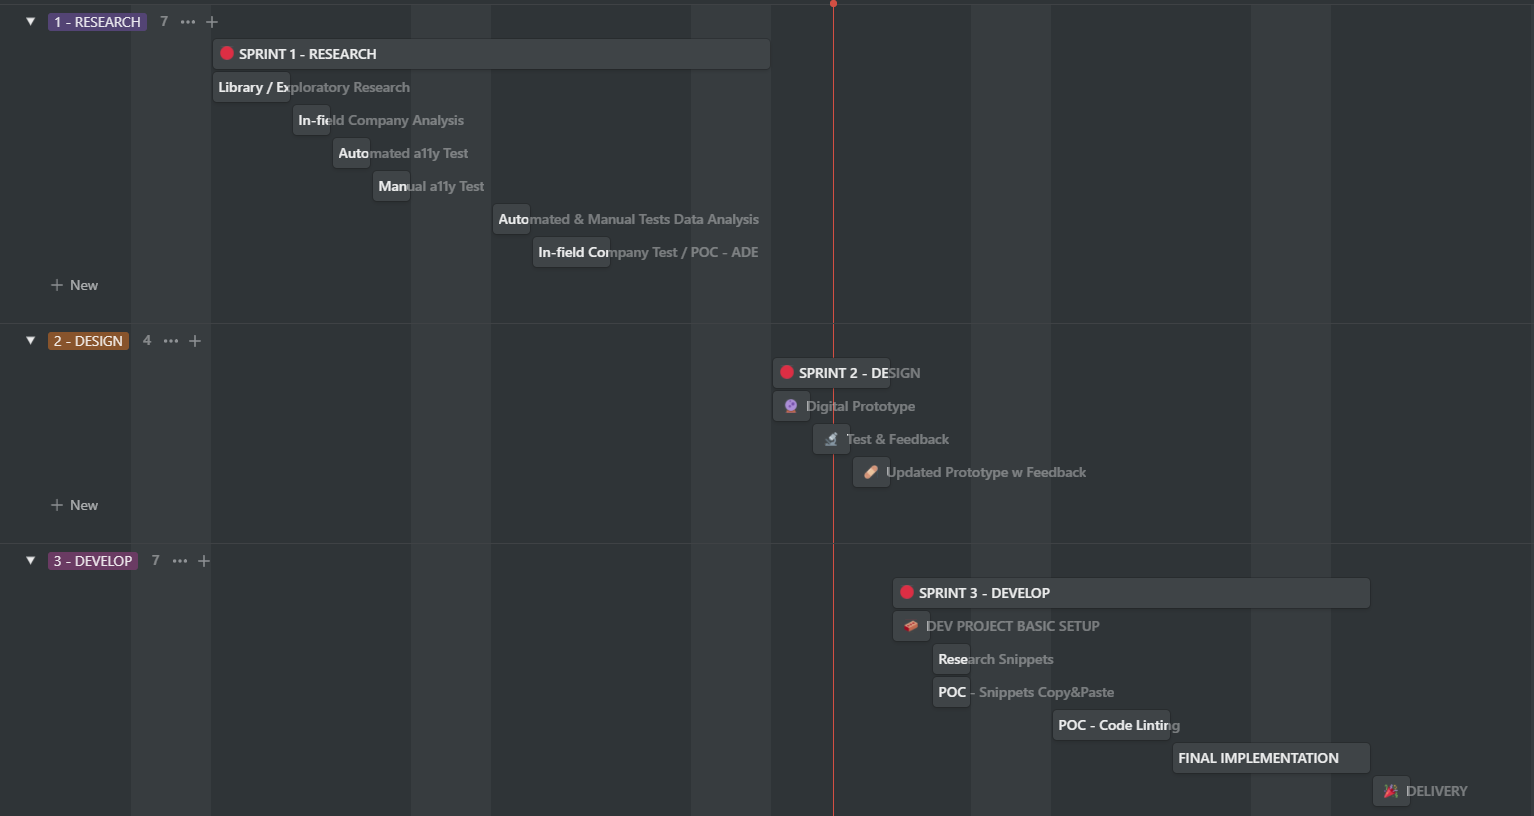 1 - RESEARCH 7
SPRINT 1 - RESEARCH
Library / Exploratory Research
In-field Company Analysis
Automated a11y Test
Manual a11y Test
Automated & Manual Tests Data Analysis
In-field Company Test / POC - ADE
New
2 - DESIGN 4
SPRINT 2 - DESIGN
Digital Prototype
Test & Feedback
Updated Prototype w Feedback
New
3 - DEVELOP 7
SPRINT 3 - DEVELOP
DEV PROJECT BASIC SETUP
Research Snippets
POC - Snippets Copy&Paste
POC - Code Linting
FINAL IMPLEMENTATION
DELIVERY